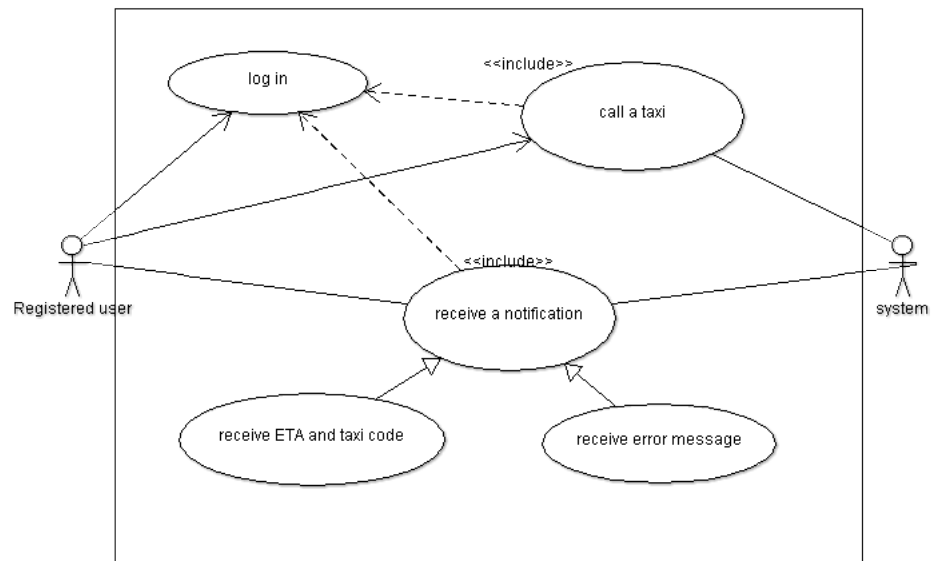 <<include>>
log in
call a taxi
<<include>>
Registered user
system
receive a notification
receive ETA and taxi code
receive error message